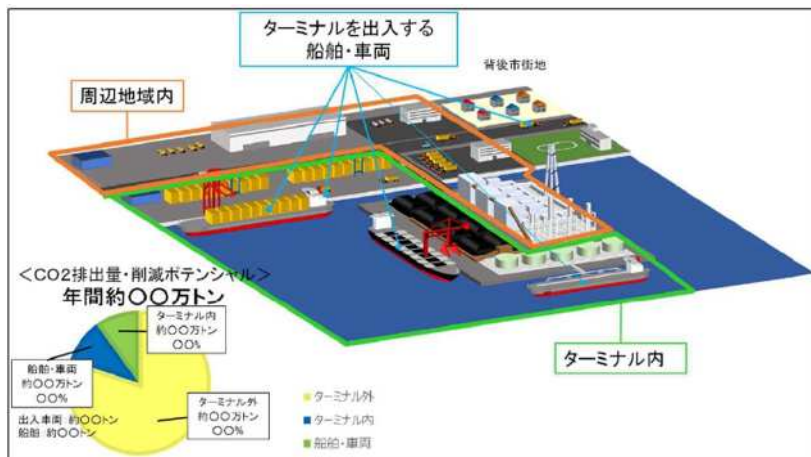 ターミナルを出入する
船舶・車両
背後市街地
周辺地域内
<CO2排出量・削減ポテンシャル>
年間約〇〇万トン
ターミナル内
約〇〇万トン
〇〇%
船舶・車両
約〇〇万トン
〇〇%
ターミナル外
約〇〇万トン
〇〇%
出入車両:約〇〇トン
船舶:約〇〇トン
ターミナル内
ターミナル外
ターミナル内
船舶・車両